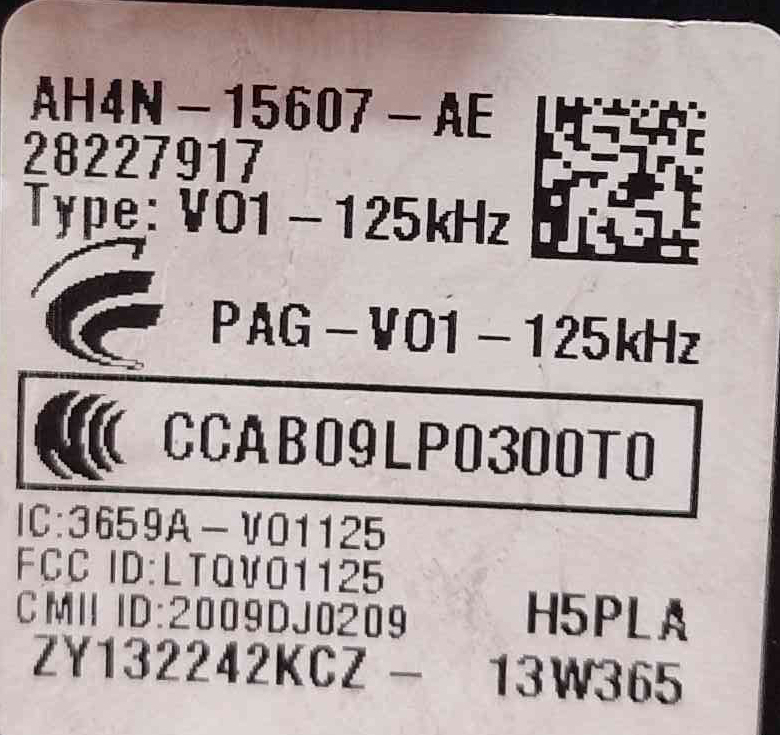 AH4N-15607-AE
28227917
Type: V01-125kHz
PAG-V01-125kHz
CCAB09LP0300T0
IC:3659A-V01125
FCC ID:LTQV01125
CMII ID:2009DJ0209
H5PLA
ZY132242KCZ- 13W365